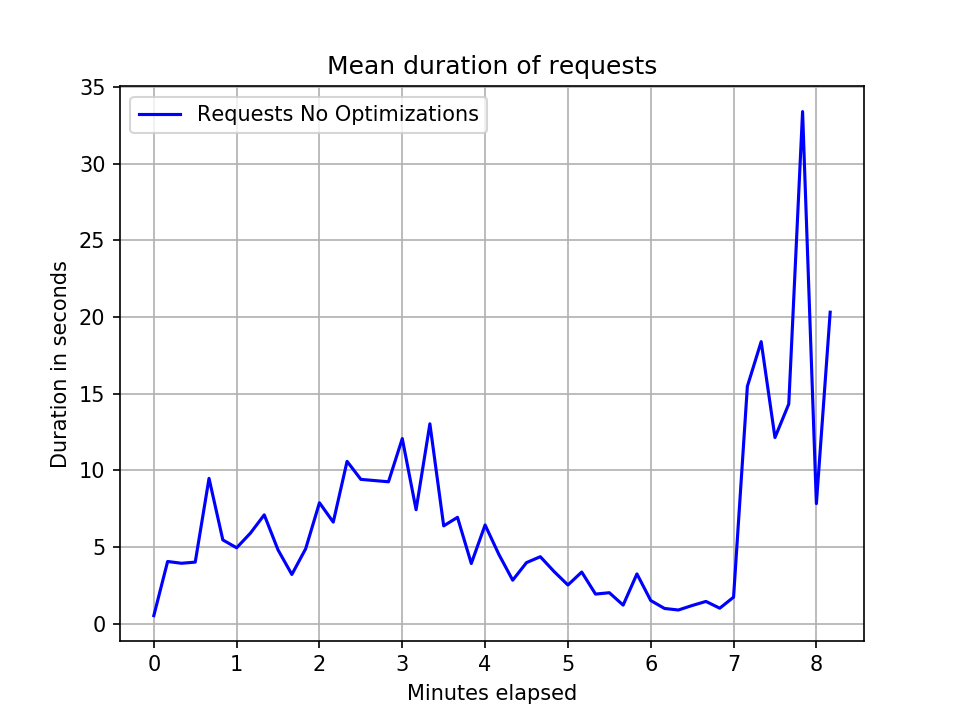 Mean duration of requests
Requests No Optimizations
35
30
25
20
15
10
5
0
Duration in seconds
0 1 2 3 4 5 6 7 8
Minutes elapsed